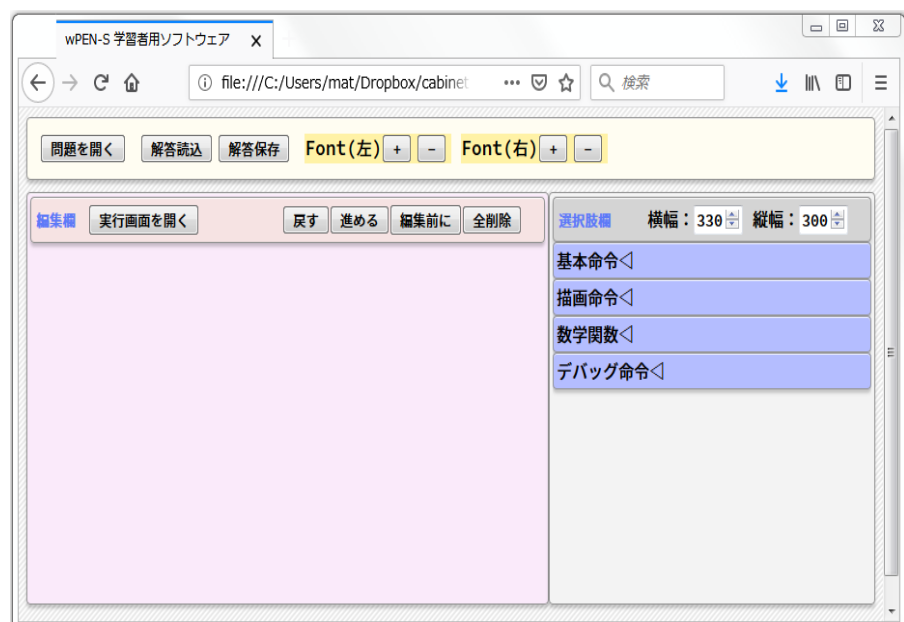 wPEN-S 学習者用ソフトウェア
file:///C:/Users/mat/Dropbox/cabinet
検索
問題を開く 解答読込 解答保存 Font(左) + - Font(右) + -
編集欄 実行画面を開く 戻す 進める 編集前に 全削除
選択肢欄 横幅：330 縦幅：300
基本命令◁
描画命令◁
数学関数◁
デバッグ命令◁